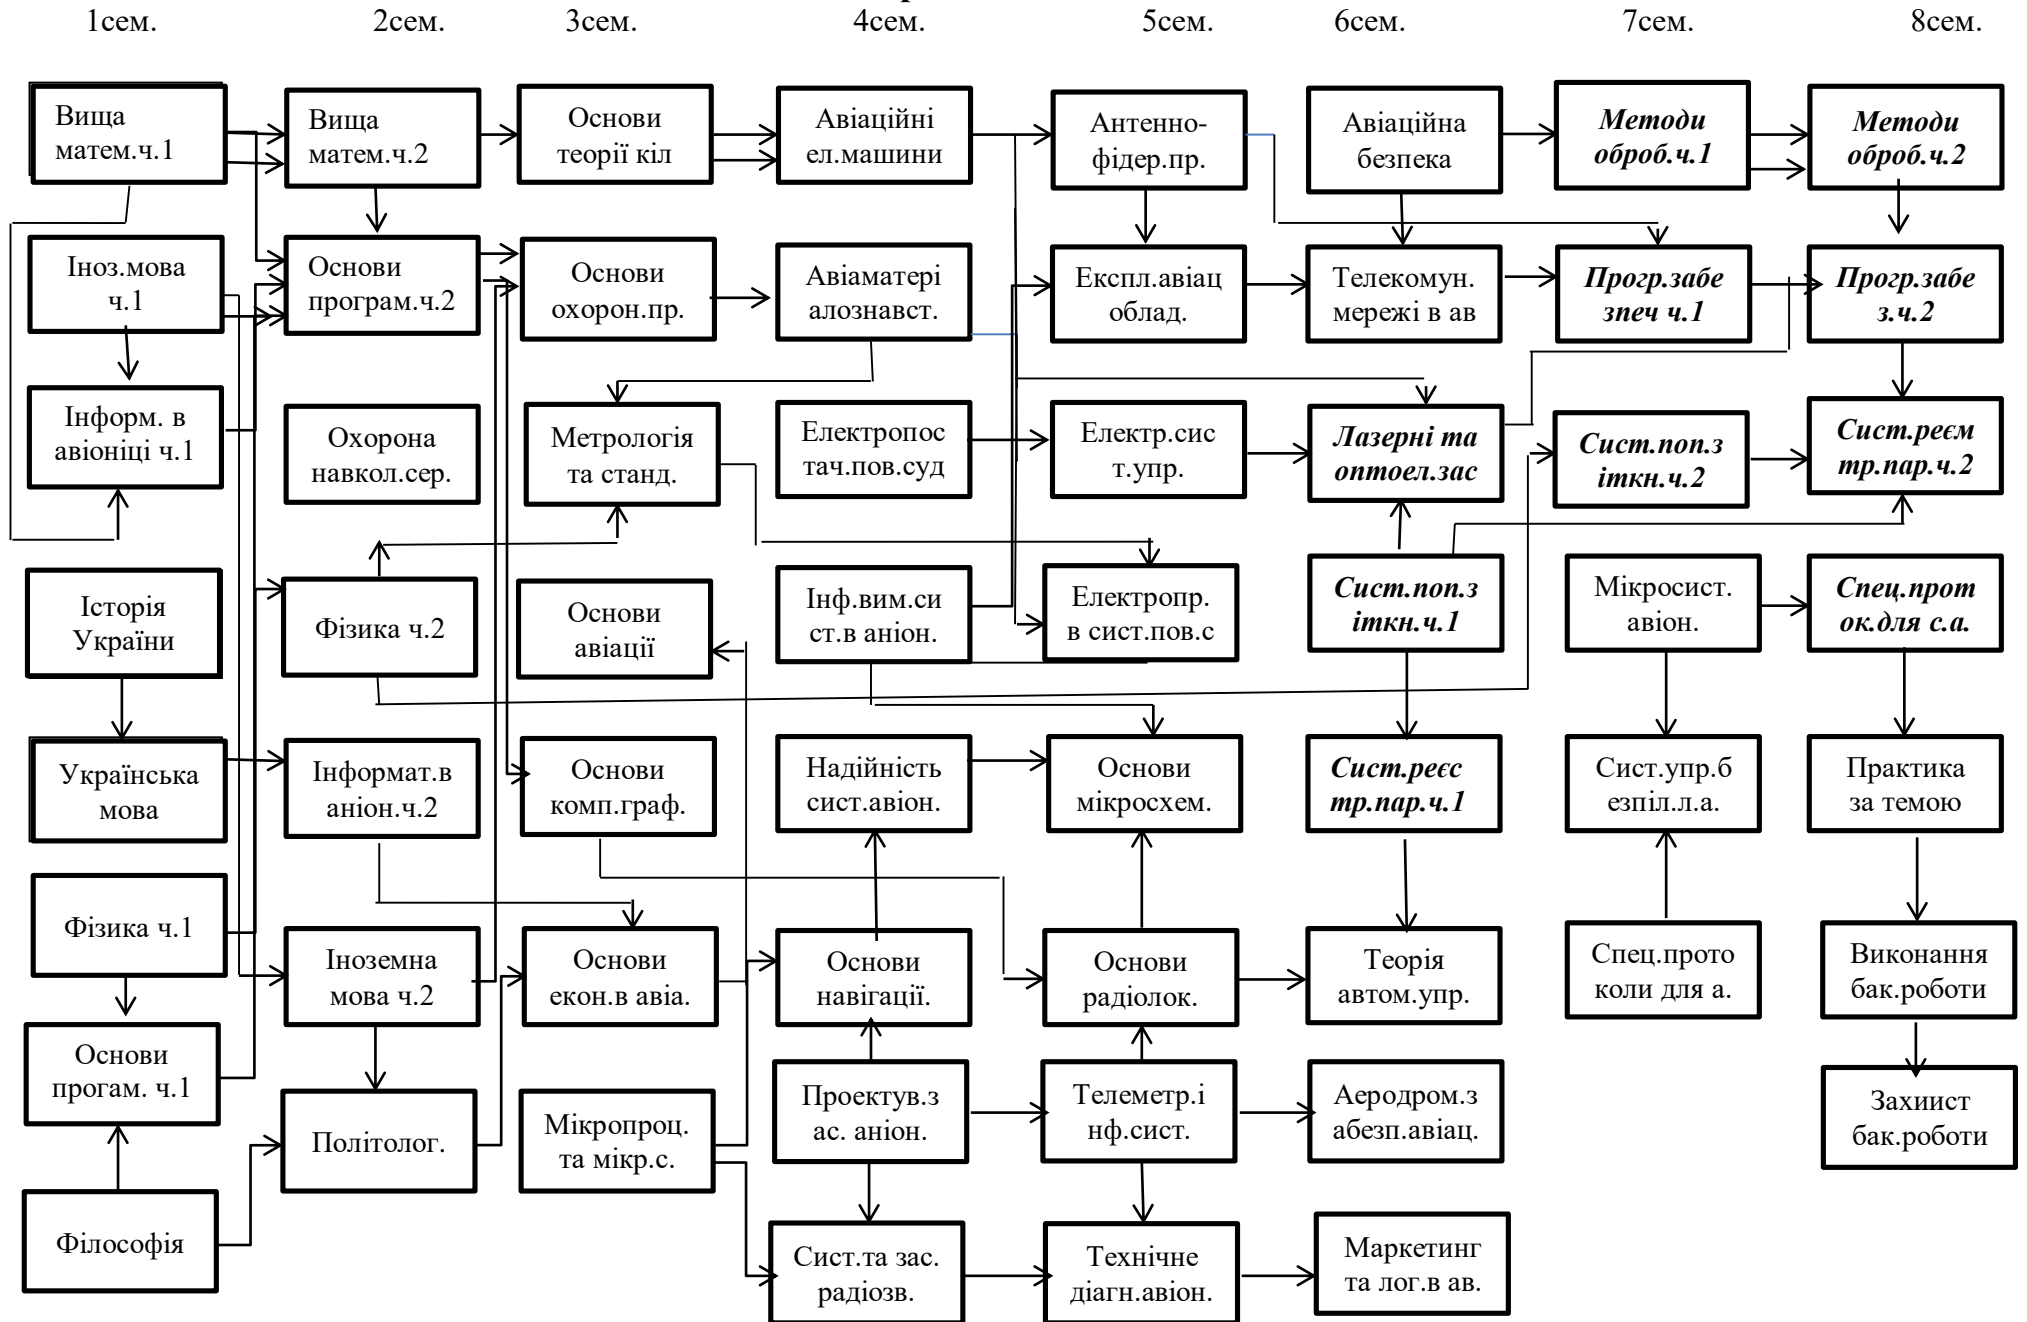 1сем.
2сем.
3сем.
4сем.
5сем.
6сем.
7сем.
8сем.
Вища
матем.ч.1
Вища
матем.ч.2
Основи
теорії кіл
Авіаційні
ел.машини
Антенно-
фідер.пр.
Авіаційна
безпека
Методи
оброб.ч.1
Методи
оброб.ч.2
Іноз.мова
ч.1
Основи
програм.ч.2
Основи
охорон.пр.
Авіаматері
алознавст.
Експл.авіац
облад.
Телекомун.
мережі в ав
Прогр.забе
зпеч ч.1
Прогр.забе
з.ч.2
Інформ. в
авіоніці ч.1
Охорона
навкол.сер.
Метрологія
та станд.
Електропос
тач.пов.суд
Електр.сис
т.упр.
Лазерні та
оптоел.зас
Сист.поп.з
іткн.ч.2
Сист.реєм
тр.пар.ч.2
Історія
України
Фізика ч.2
Основи
авіації
Інф.вим.си
ст.в аніон.
Електропр.
в сист.пов.с
Сист.поп.з
іткн.ч.1
Мікросист.
авіон.
Спец.прот
ок.для с.а.
Українська
мова
Інформат.в
аніон.ч.2
Основи
комп.граф.
Надійність
сист.авіон.
Основи
мікросхем.
Сист.реєс
тр.пар.ч.1
Сист.упр.б
езпіл.л.а.
Практика
за темою
Фізика ч.1
Іноземна
мова ч.2
Основи
екон.в авіа.
Основи
навігації.
Основи
радіолок.
Теорія
автом.упр.
Спец.прото
коли для а.
Виконання
бак.роботи
Основи
прогам. ч.1
Політолог.
Мікропроц.
та мікр.с.
Проектув.з
ас. аніон.
Телеметр.і
нф.сист.
Аеродром.з
абезп.авіац.
Захиист
бак.роботи
Філософія
Сист.та зас.
радіозв.
Технічне
діагн.авіон.
Маркетинг
та лог.в ав.